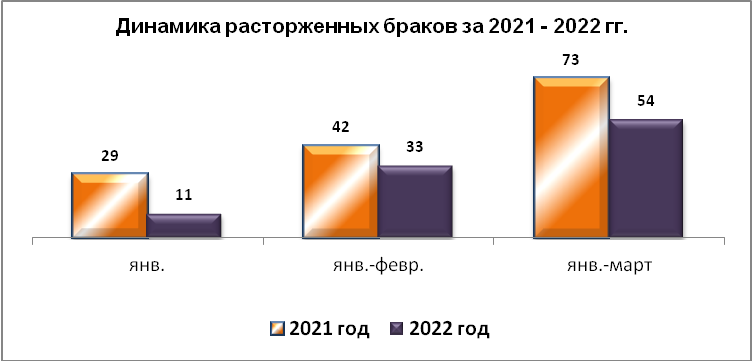 Динамика расторженных браков за 2021 - 2022 гг.
73
54
42
33
29
11
янв.
янв.-февр.
янв.-март
2021 год
2022 год